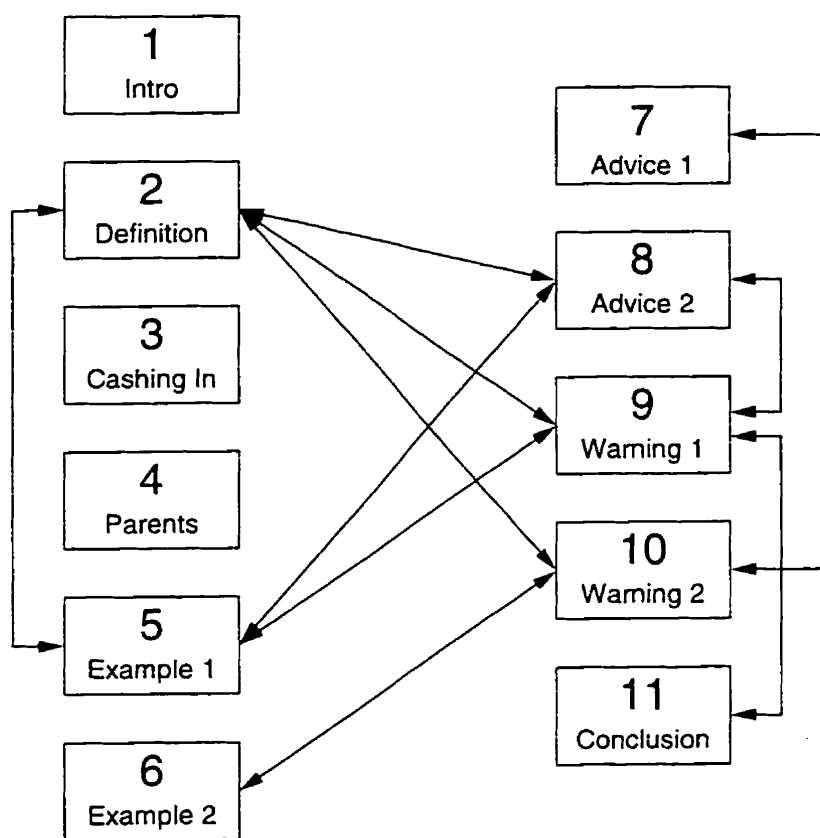 1
Intro
2
Definition
3
Cashing In
4
Parents
5
Example 1
6
Example 2
7
Advice 1
8
Advice 2
9
Warning 1
10
Warning 2
11
Conclusion